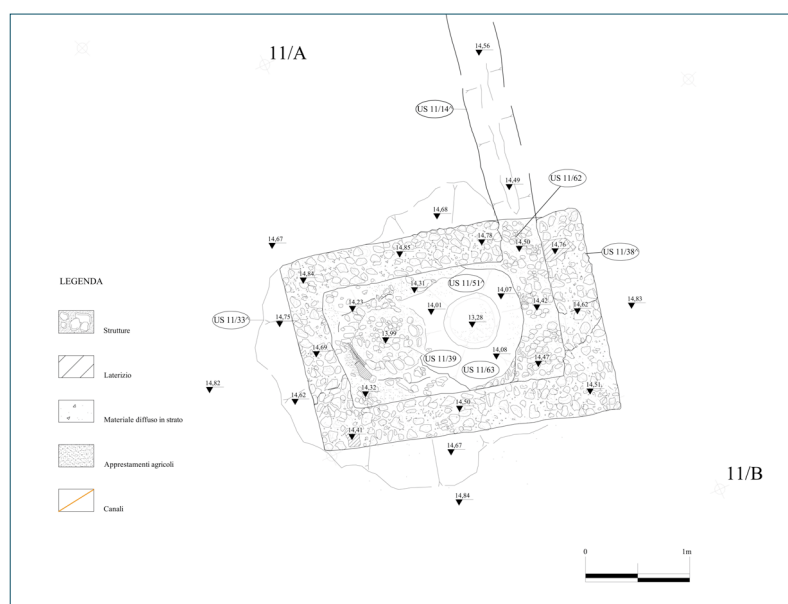 11/A
14,56
US 11/14^
14,49
US 11/62
14,68
14,67
14,78
14,50
14,76
US 11/38^
14,85
LEGENDA
14,84
14,31
US 11/51^
14,07
14,23
14,01
14,42
14,62
14,83
US 11/33^
14,75
13,28
Strutture
13,99
14,69
US 11/39
14,08
US 11/63
14,47
Laterizio
14,82
14,62
14,32
14,51
14,50
Materiale diffuso in strato
14,41
14,67
Apprestamenti agricoli
11/B
14,84
Canali
0
1m